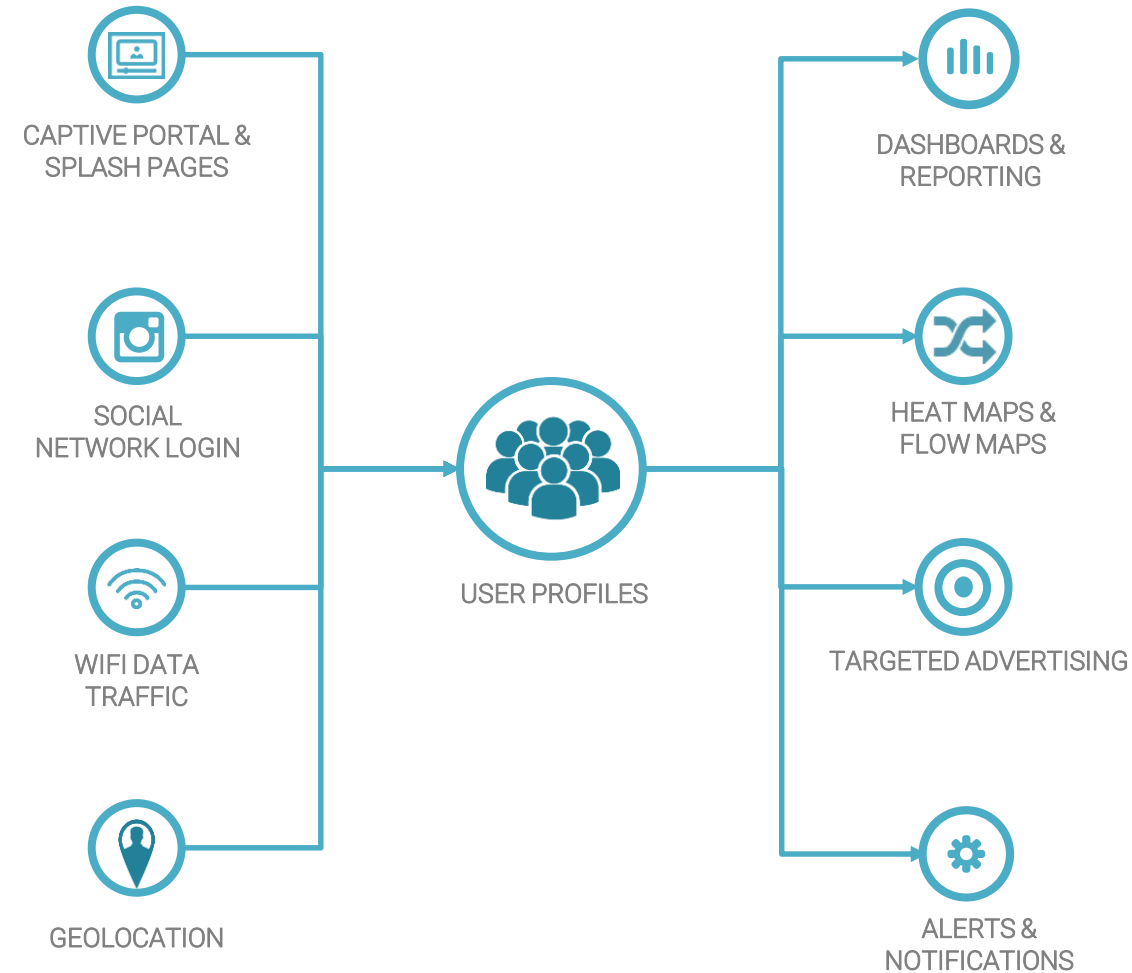 CAPTIVE PORTAL &
SPLASH PAGES
SOCIAL
NETWORK LOGIN
WIFI DATA
TRAFFIC
GEOLOCATION
USER PROFILES
DASHBOARDS &
REPORTING
HEAT MAPS &
FLOW MAPS
TARGETED ADVERTISING
ALERTS &
NOTIFICATIONS